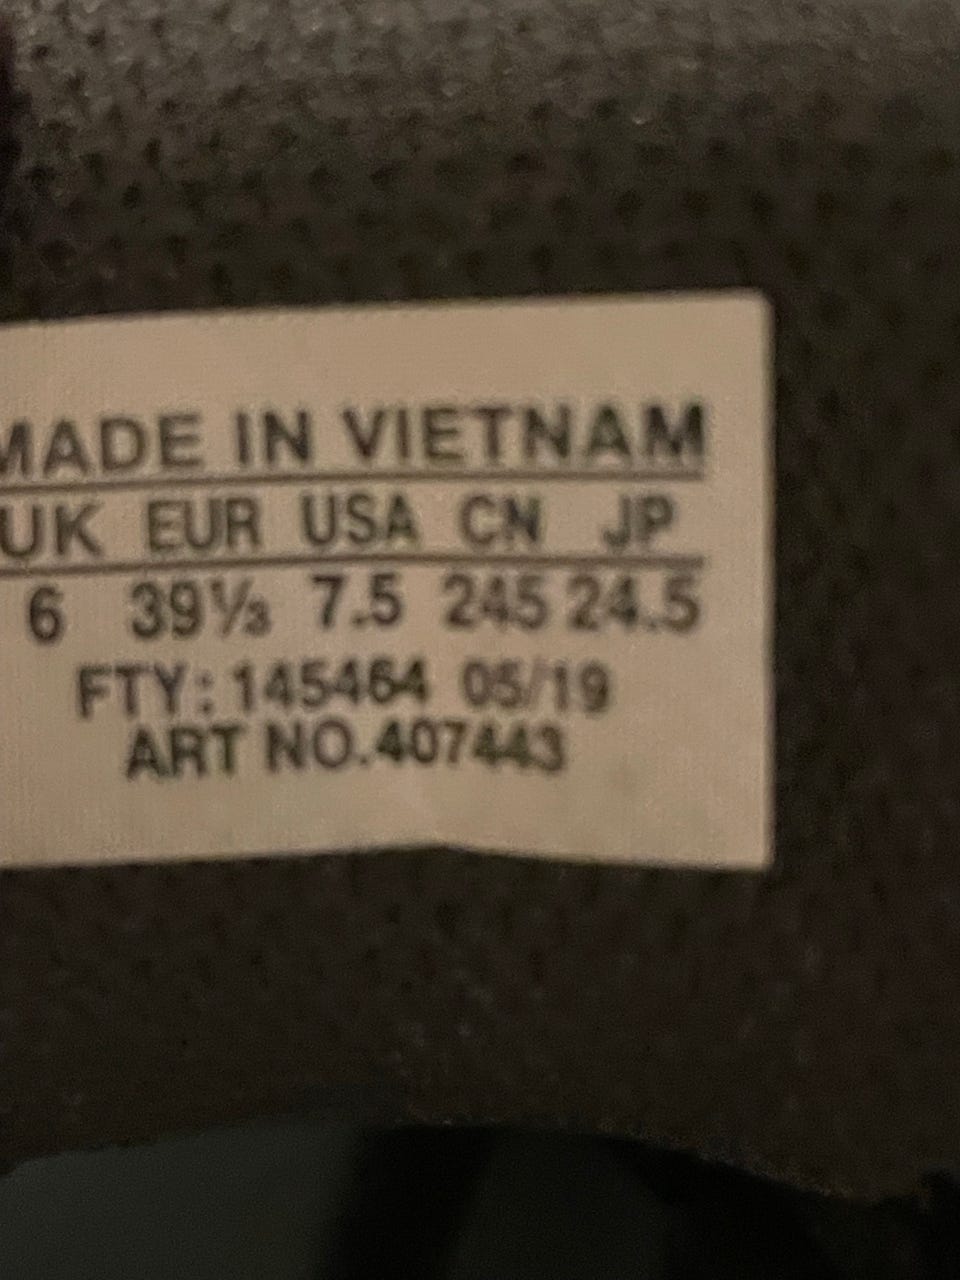 MADE IN VIETNAM
UK EUR USA CN JP
6 39⅓ 7.5 245 24.5
FTY: 145464 05/19
ART NO.407443